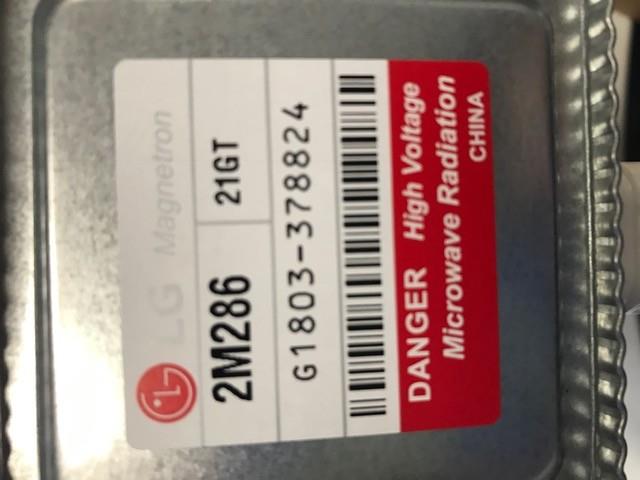 LG Magnetron
2M286 21GT
G1803-378824
DANGER High Voltage
Microwave Radiation
CHINA